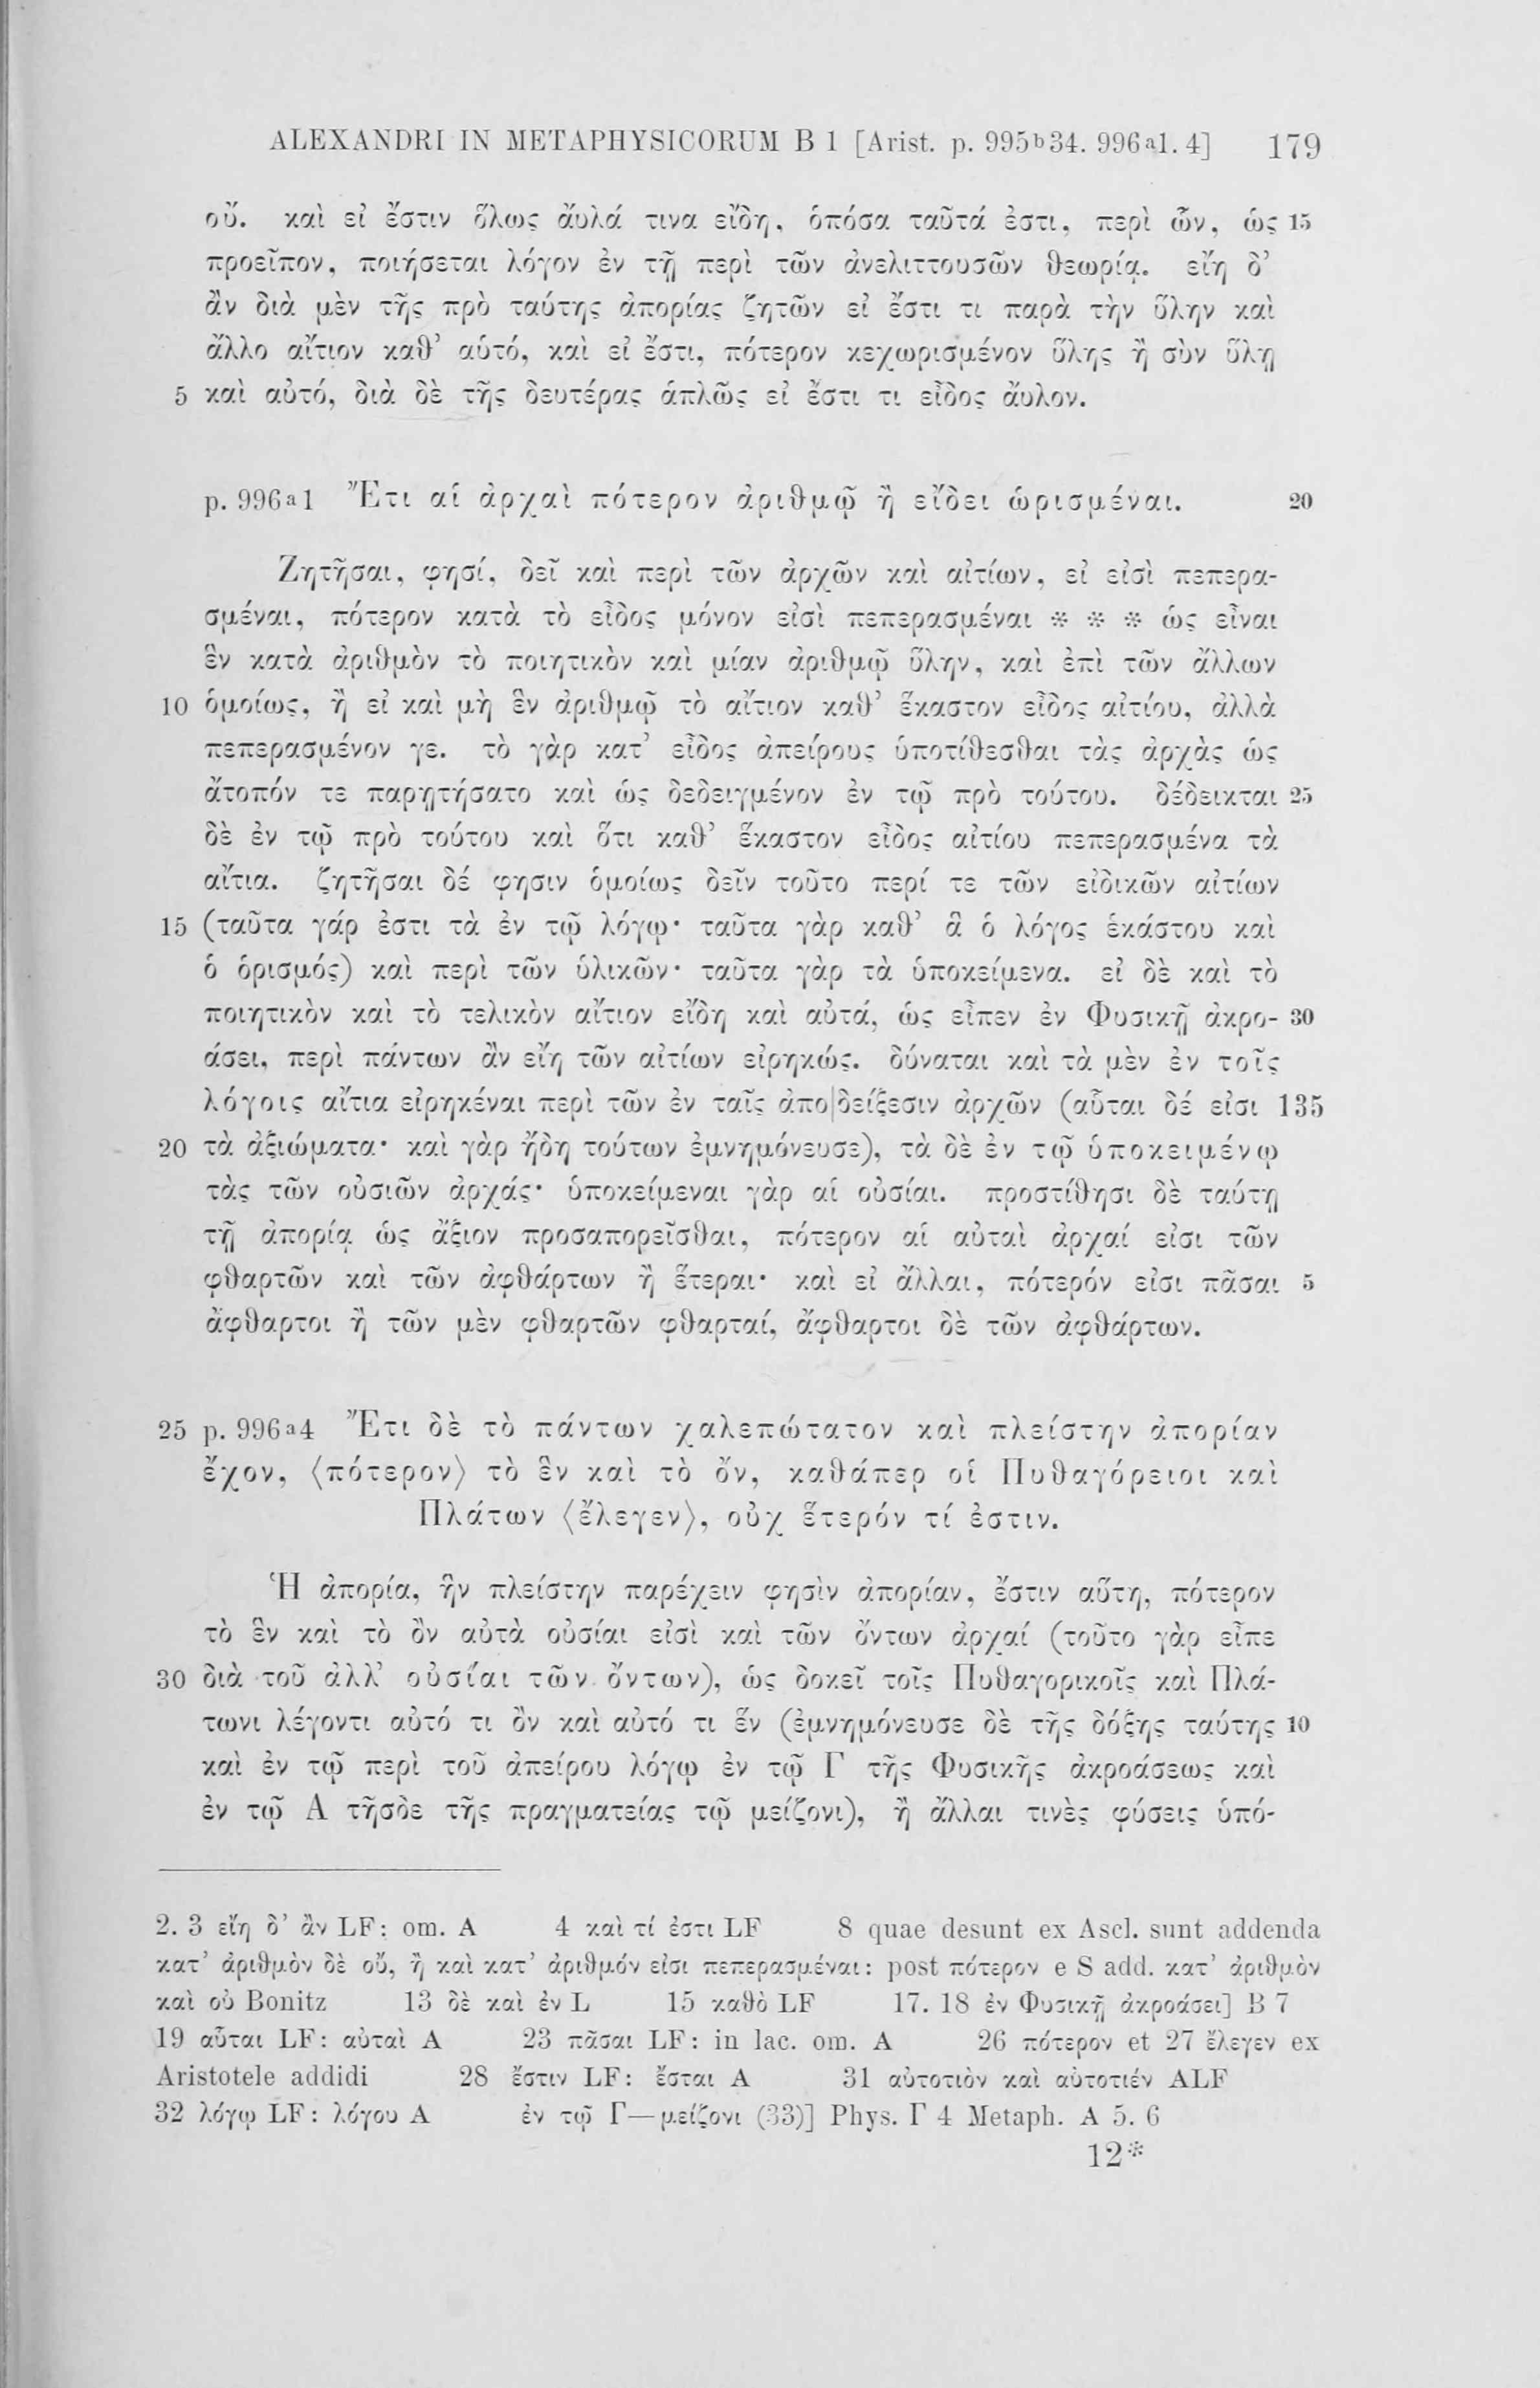 ALEXANDRI IN METAPHYSICORUM B 1 [Arist. p. 995b34. 996a1. 4] 179
οὔ. καὶ εἰ ἔστιν ὅλως ἄυλά τινα εἴδη, ὁπόσα ταῦτά ἐστι, περὶ ὧν, ὡς 15
προεῖπον, ποιήσεται λόγον ἐν τῇ περὶ τῶν ἀνελιττουσῶν θεωρίᾳ. εἴη δ’
ἂν διὰ μὲν τῆς πρὸ ταύτης ἀπορίας ζητῶν εἰ ἔστι τι παρὰ τὴν ὕλην καὶ
ἄλλο αἴτιον καθ’ αὑτό, καὶ εἰ ἔστι, πότερον κεχωρισμένον ὕλης ἢ σὺν ὕλῃ
5 καὶ αὐτό, διὰ δὲ τῆς δευτέρας ἁπλῶς εἰ ἔστι τι εἶδος ἄυλον.
p. 996a1 Ἔτι αἱ ἀρχαὶ πότερον ἀριθμῷ ἢ εἴδει ὡρισμέναι. 20
Ζητῆσαι, φησί, δεῖ καὶ περὶ τῶν ἀρχῶν καὶ αἰτίων, εἰ εἰσὶ πεπερα-
σμέναι, πότερον κατὰ τὸ εἶδος μόνον εἰσὶ πεπερασμέναι * * * ὡς εἶναι
ἓν κατὰ ἀριθμὸν τὸ ποιητικὸν καὶ μίαν ἀριθμῷ ὕλην, καὶ ἐπὶ τῶν ἄλλων
10 ὁμοίως, ἢ εἰ καὶ μὴ ἓν ἀριθμῷ τὸ αἴτιον καθ’ ἕκαστον εἶδος αἰτίου, ἀλλὰ
πεπερασμένον γε. τὸ γὰρ κατ’ εἶδος ἀπείρους ὑποτίθεσθαι τὰς ἀρχὰς ὡς
ἄτοπόν τε παρῃτήσατο καὶ ὡς δεδειγμένον ἐν τῷ πρὸ τούτου. δέδεικται 25
δὲ ἐν τῷ πρὸ τούτου καὶ ὅτι καθ’ ἕκαστον εἶδος αἰτίου πεπερασμένα τὰ
αἴτια. ζητῆσαι δέ φησιν ὁμοίως δεῖν τοῦτο περί τε τῶν εἰδικῶν αἰτίων
15 (ταῦτα γάρ ἐστι τὰ ἐν τῷ λόγῳ· ταῦτα γὰρ καθ’ ἃ ὁ λόγος ἑκάστου καὶ
ὁ ὁρισμός) καὶ περὶ τῶν ὑλικῶν· ταῦτα γὰρ τὰ ὑποκείμενα. εἰ δὲ καὶ τὸ
ποιητικὸν καὶ τὸ τελικὸν αἴτιον εἴδη καὶ αὐτά, ὡς εἶπεν ἐν Φυσικῇ ἀκρο- 30
άσει, περὶ πάντων ἂν εἴη τῶν αἰτίων εἰρηκώς. δύναται καὶ τὰ μὲν ἐν τοῖς
λόγοις αἴτια εἰρηκέναι περὶ τῶν ἐν ταῖς ἀπο|δείξεσιν ἀρχῶν (αὗται δέ εἰσι 135
20 τὰ ἀξιώματα· καὶ γὰρ ἤδη τούτων ἐμνημόνευσε), τὰ δὲ ἐν τῷ ὑποκειμένῳ
τὰς τῶν οὐσιῶν ἀρχάς· ὑποκείμεναι γὰρ αἱ οὐσίαι. προστίθησι δὲ ταύτῃ
τῇ ἀπορίᾳ ὡς ἄξιον προσαπορεῖσθαι, πότερον αἱ αὐταὶ ἀρχαί εἰσι τῶν
φθαρτῶν καὶ τῶν ἀφθάρτων ἢ ἕτεραι· καὶ εἰ ἄλλαι, πότερόν εἰσι πᾶσαι 5
ἄφθαρτοι ἢ τῶν μὲν φθαρτῶν φθαρταί, ἄφθαρτοι δὲ τῶν ἀφθάρτων.
25 p. 996a4 Ἔτι δὲ τὸ πάντων χαλεπώτατον καὶ πλείστην ἀπορίαν
ἔχον, ⟨πότερον⟩ τὸ ἓν καὶ τὸ ὄν, καθάπερ οἱ Πυθαγόρειοι καὶ
Πλάτων ⟨ἔλεγεν⟩, οὐχ ἕτερόν τί ἐστιν.
Ἡ ἀπορία, ἣν πλείστην παρέχειν φησὶν ἀπορίαν, ἔστιν αὕτη, πότερον
τὸ ἓν καὶ τὸ ὂν αὐτὰ οὐσίαι εἰσὶ καὶ τῶν ὄντων ἀρχαί (τοῦτο γὰρ εἶπε
30 διὰ τοῦ ἀλλ’ οὐσίαι τῶν ὄντων), ὡς δοκεῖ τοῖς Πυθαγορικοῖς καὶ Πλά-
τωνι λέγοντι αὐτό τι ὂν καὶ αὐτό τι ἕν (ἐμνημόνευσε δὲ τῆς δόξης ταύτης 10
καὶ ἐν τῷ περὶ τοῦ ἀπείρου λόγῳ ἐν τῷ Γ τῆς Φυσικῆς ἀκροάσεως καὶ
ἐν τῷ Α τῆσδε τῆς πραγματείας τῷ μείζονι), ἢ ἄλλαι τινὲς φύσεις ὑπό-
2. 3 εἴη δ’ ἂν LF: om. A 4 καὶ τί ἐστι LF 8 quae desunt ex Ascl. sunt addenda
κατ’ ἀριθμὸν δὲ οὔ, ἢ καὶ κατ’ ἀριθμόν εἰσι πεπερασμέναι: post πότερον e S add. κατ’ ἀριθμὸν
καὶ οὐ Bonitz 13 δὲ καὶ ἐν L 15 καθὸ LF 17. 18 ἐν Φυσικῇ ἀκροάσει] B 7
19 αὗται LF: αὐταὶ A 23 πᾶσαι LF: in lac. om. A 26 πότερον et 27 ἔλεγεν ex
Aristotele addidi 28 ἔστιν LF: ἔσται A 31 αὐτοτιὸν καὶ αὐτοτιέν ALF
32 λόγῳ LF: λόγου A ἐν τῷ Γ—μείζονι (33)] Phys. Γ 4 Metaph. A 5. 6
12*